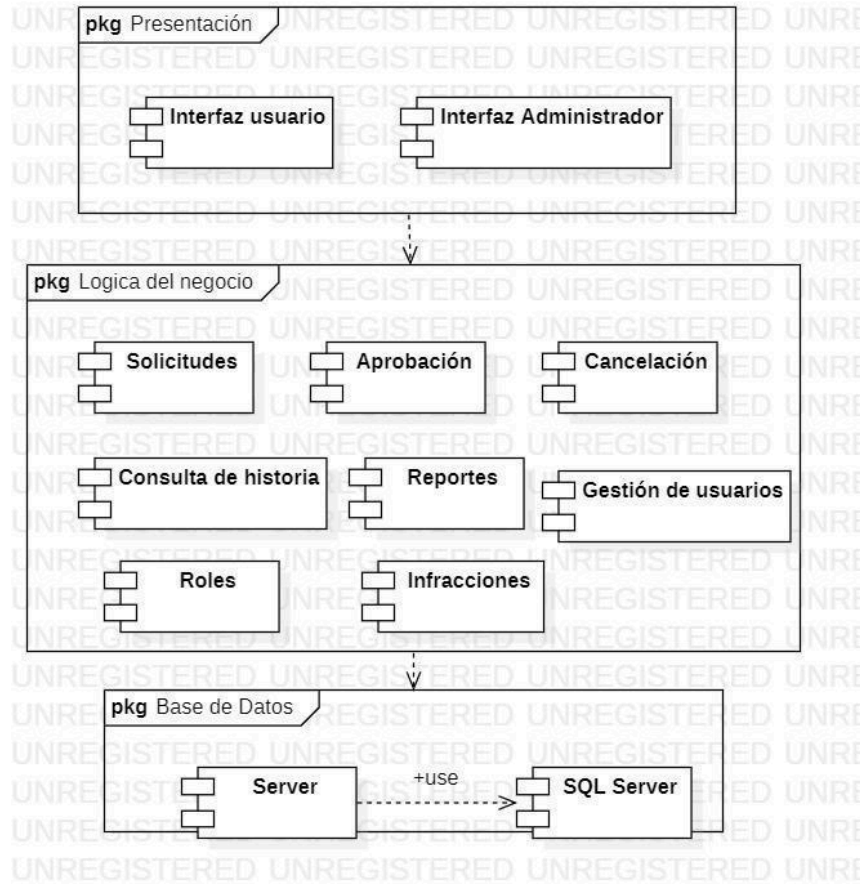 pkg Presentación
Interfaz usuario
Interfaz Administrador
pkg Logica del negocio
Solicitudes
Aprobación
Cancelación
Consulta de historia
Reportes
Gestión de usuarios
Roles
Infracciones
pkg Base de Datos
Server
+use
SQL Server
UNREGISTERED